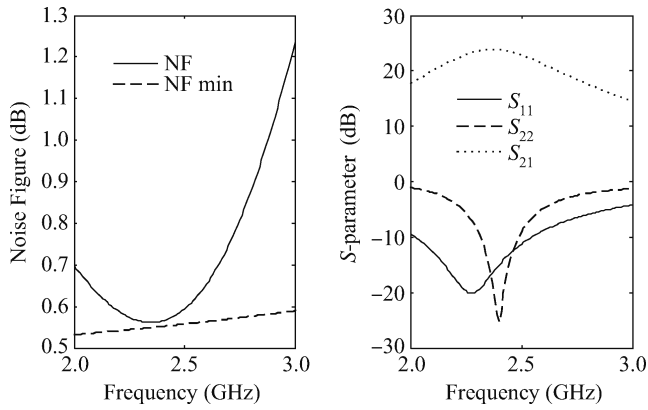 1.3
1.2
1.1
1.0
0.9
0.8
0.7
0.6
0.5
Noise Figure (dB)
NF
NF min
2.0 2.5 3.0
Frequency (GHz)
30
20
10
0
−10
−20
−30
S-parameter (dB)
S11
S22
S21
2.0 2.5 3.0
Frequency (GHz)